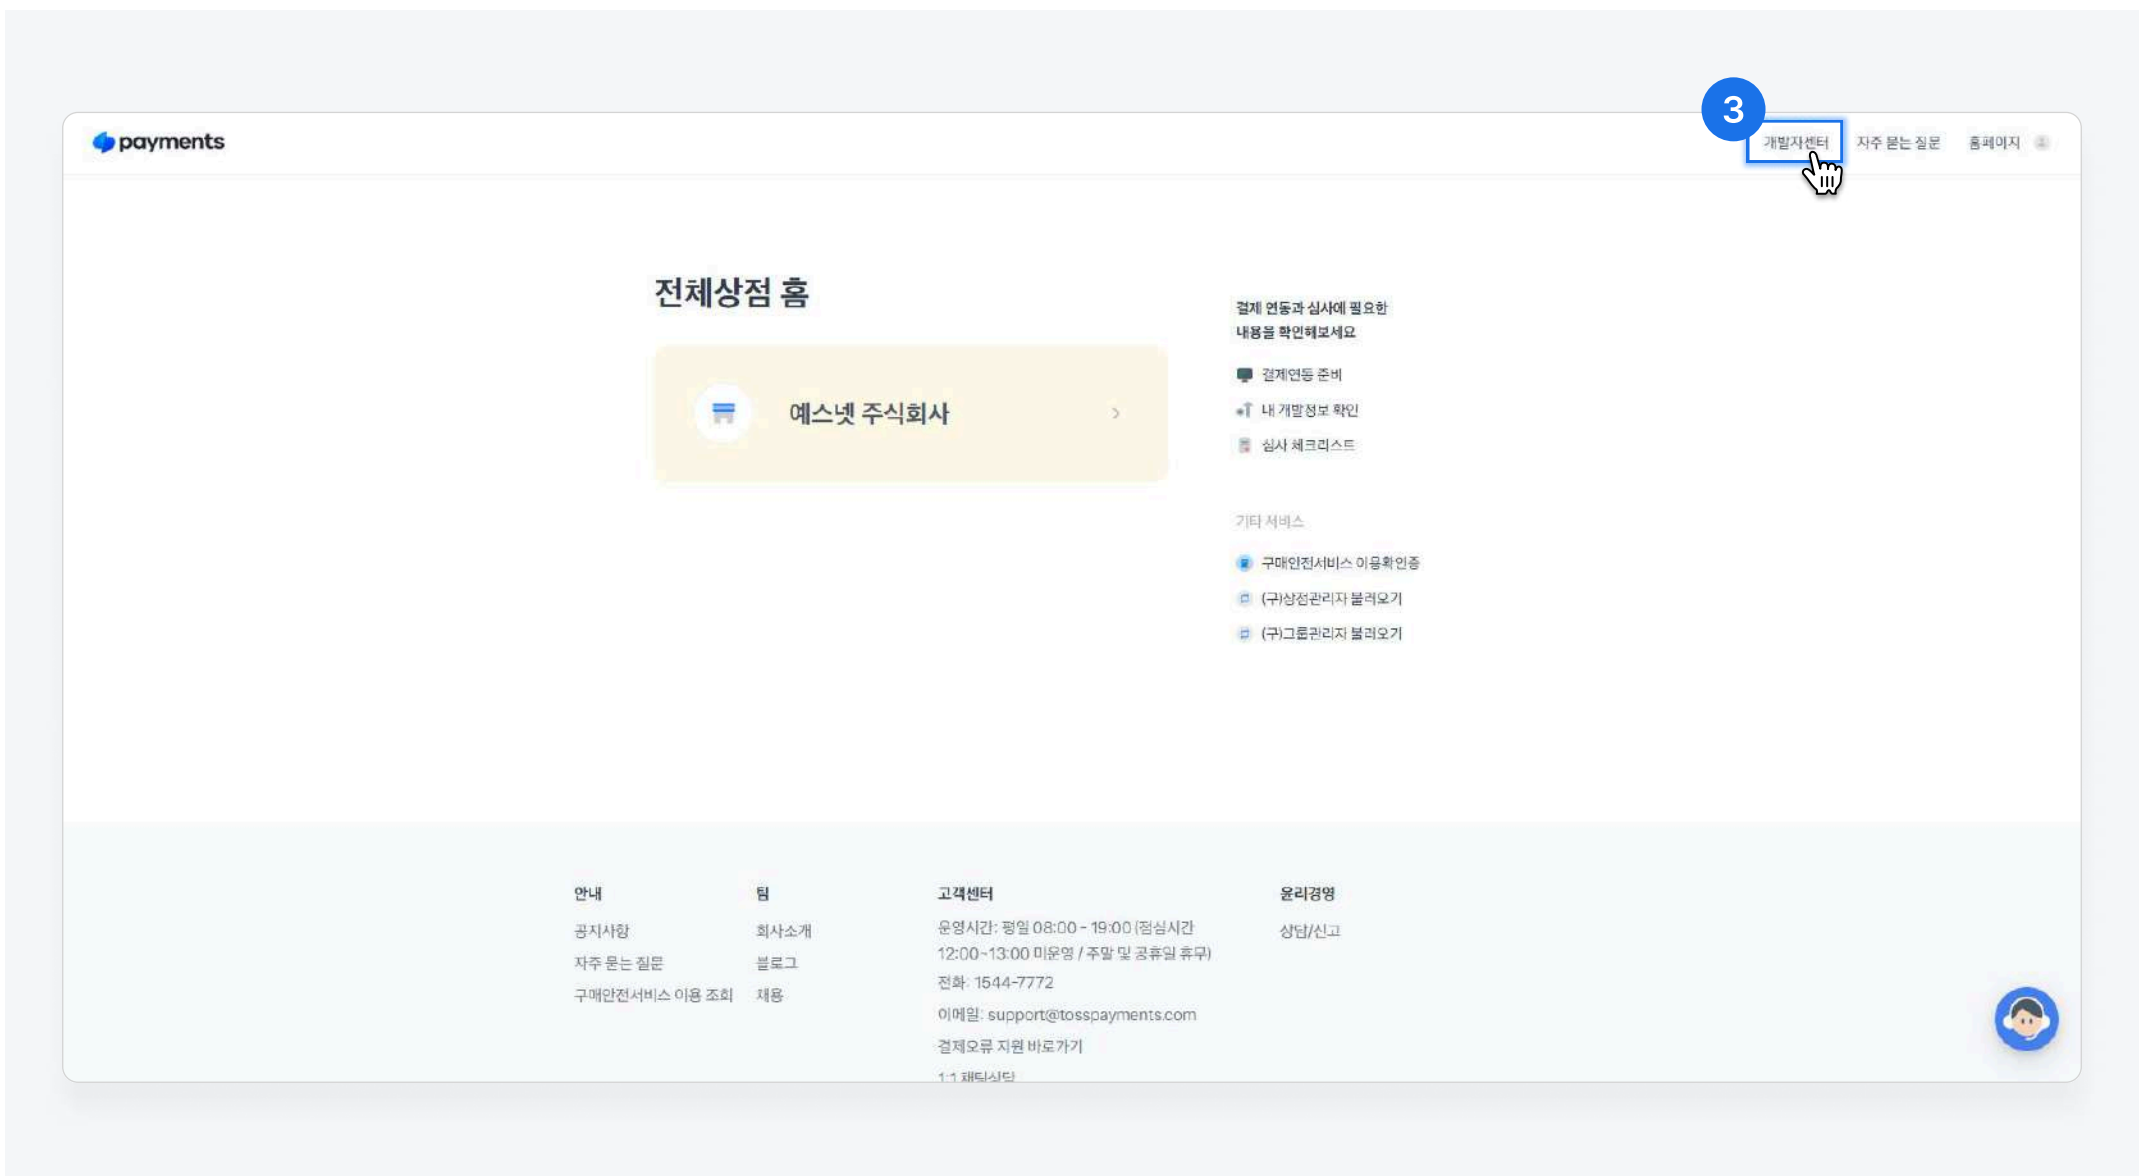 payments
3
개발자센터
자주 묻는 질문
홈페이지
전체상점 홈
예스넷 주식회사
결제 연동과 심사에 필요한
내용을 확인해보세요
결제연동 준비
내 개발정보 확인
심사 체크리스트
기타 서비스
구매안전서비스 이용확인증
(구)상점관리자 불러오기
(구)그룹관리자 불러오기
안내
공지사항
자주 묻는 질문
구매안전서비스 이용 조회
팀
회사소개
블로그
채용
고객센터
운영시간: 평일 08:00 - 19:00 (점심시간
12:00~13:00 미운영 / 주말 및 공휴일 휴무)
전화: 1544-7772
이메일: support@tosspayments.com
결제오류 지원 바로가기
1:1 채팅상담
윤리경영
상담/신고